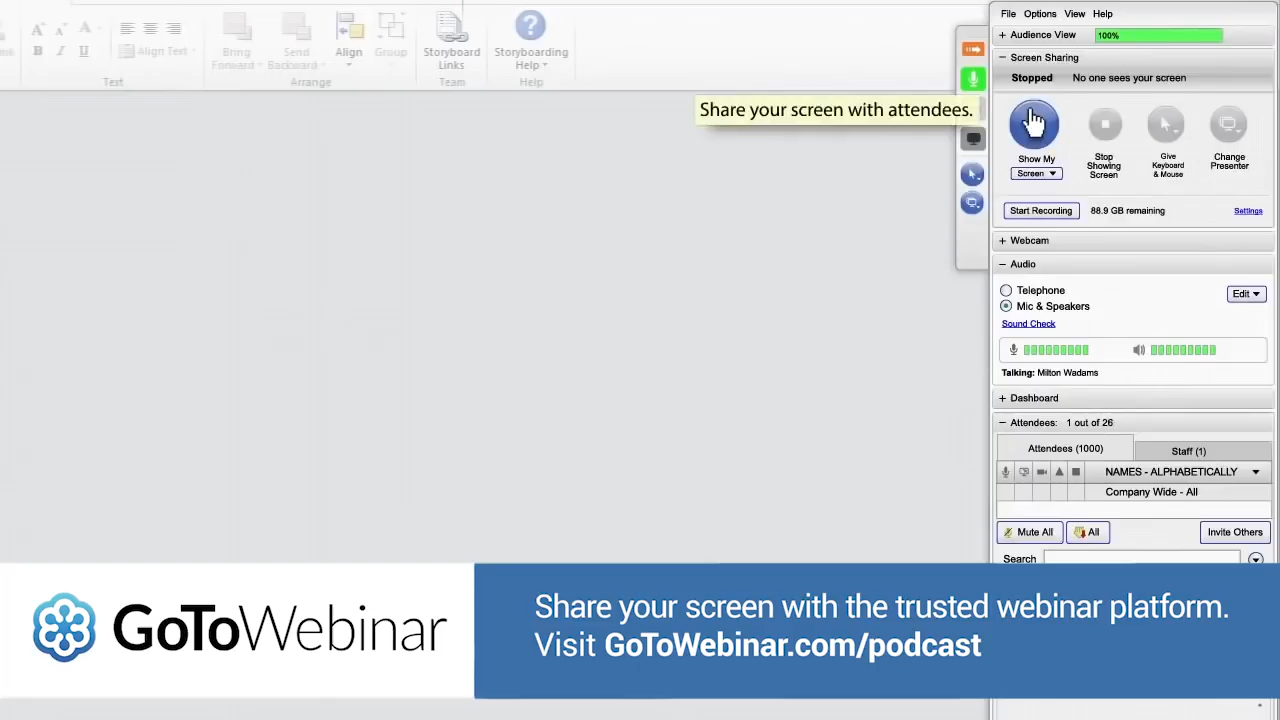 B I U Align Text
Bring
Forward
Send
Backward
Align
Group
Storyboard
Links
Storyboarding
Help
Text
Arrange
Team
Help
Share your screen with attendees.
File Options View Help
+ Audience View 100%
− Screen Sharing
Stopped No one sees your screen
Show My
Screen
Stop
Showing
Screen
Give
Keyboard
& Mouse
Change
Presenter
Start Recording 88.9 GB remaining Settings
+ Webcam
− Audio
Telephone
Mic & Speakers
Edit
Sound Check
Talking: Milton Wadams
+ Dashboard
− Attendees: 1 out of 26
Attendees (1000) Staff (1)
NAMES - ALPHABETICALLY
Company Wide - All
Mute All All Invite Others
Search
GoToWebinar
Share your screen with the trusted webinar platform.
Visit GoToWebinar.com/podcast